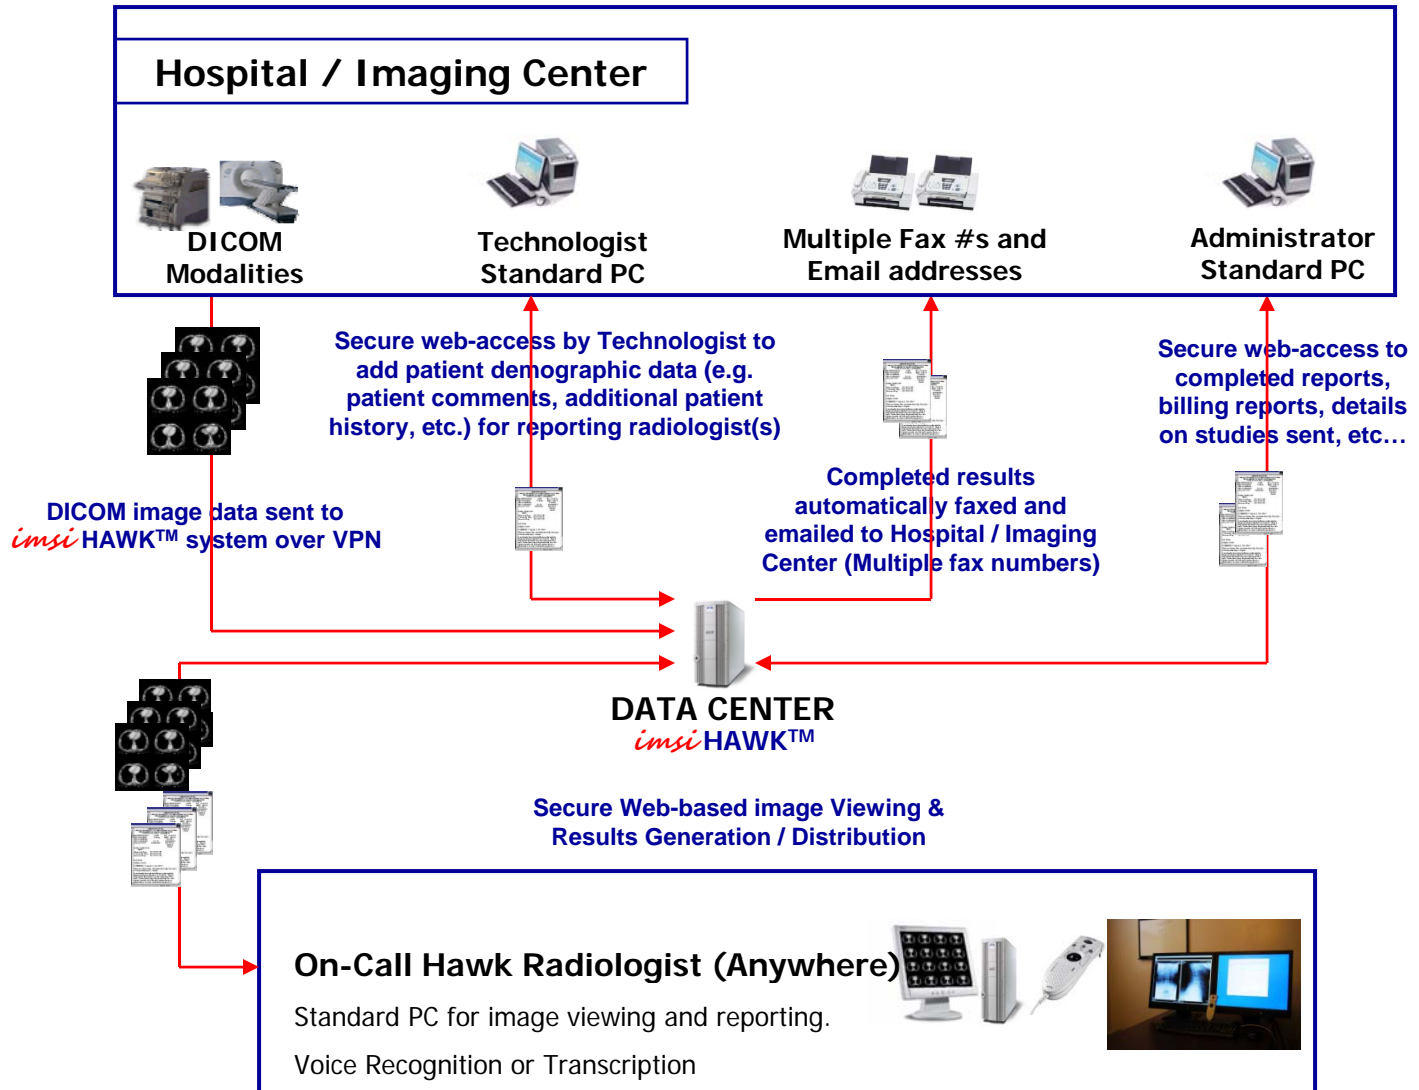 Hospital / Imaging Center
DICOM
Modalities
Technologist
Standard PC
Multiple Fax #s and
Email addresses
Administrator
Standard PC
Secure web-access by Technologist to
add patient demographic data (e.g.
patient comments, additional patient
history, etc.) for reporting radiologist(s)
Secure web-access to
completed reports,
billing reports, details
on studies sent, etc…
Completed results
automatically faxed and
emailed to Hospital / Imaging
Center (Multiple fax numbers)
DICOM image data sent to
imsi HAWK™ system over VPN
DATA CENTER
imsi HAWK™
Secure Web-based image Viewing &
Results Generation / Distribution
On-Call Hawk Radiologist (Anywhere)
Standard PC for image viewing and reporting.
Voice Recognition or Transcription